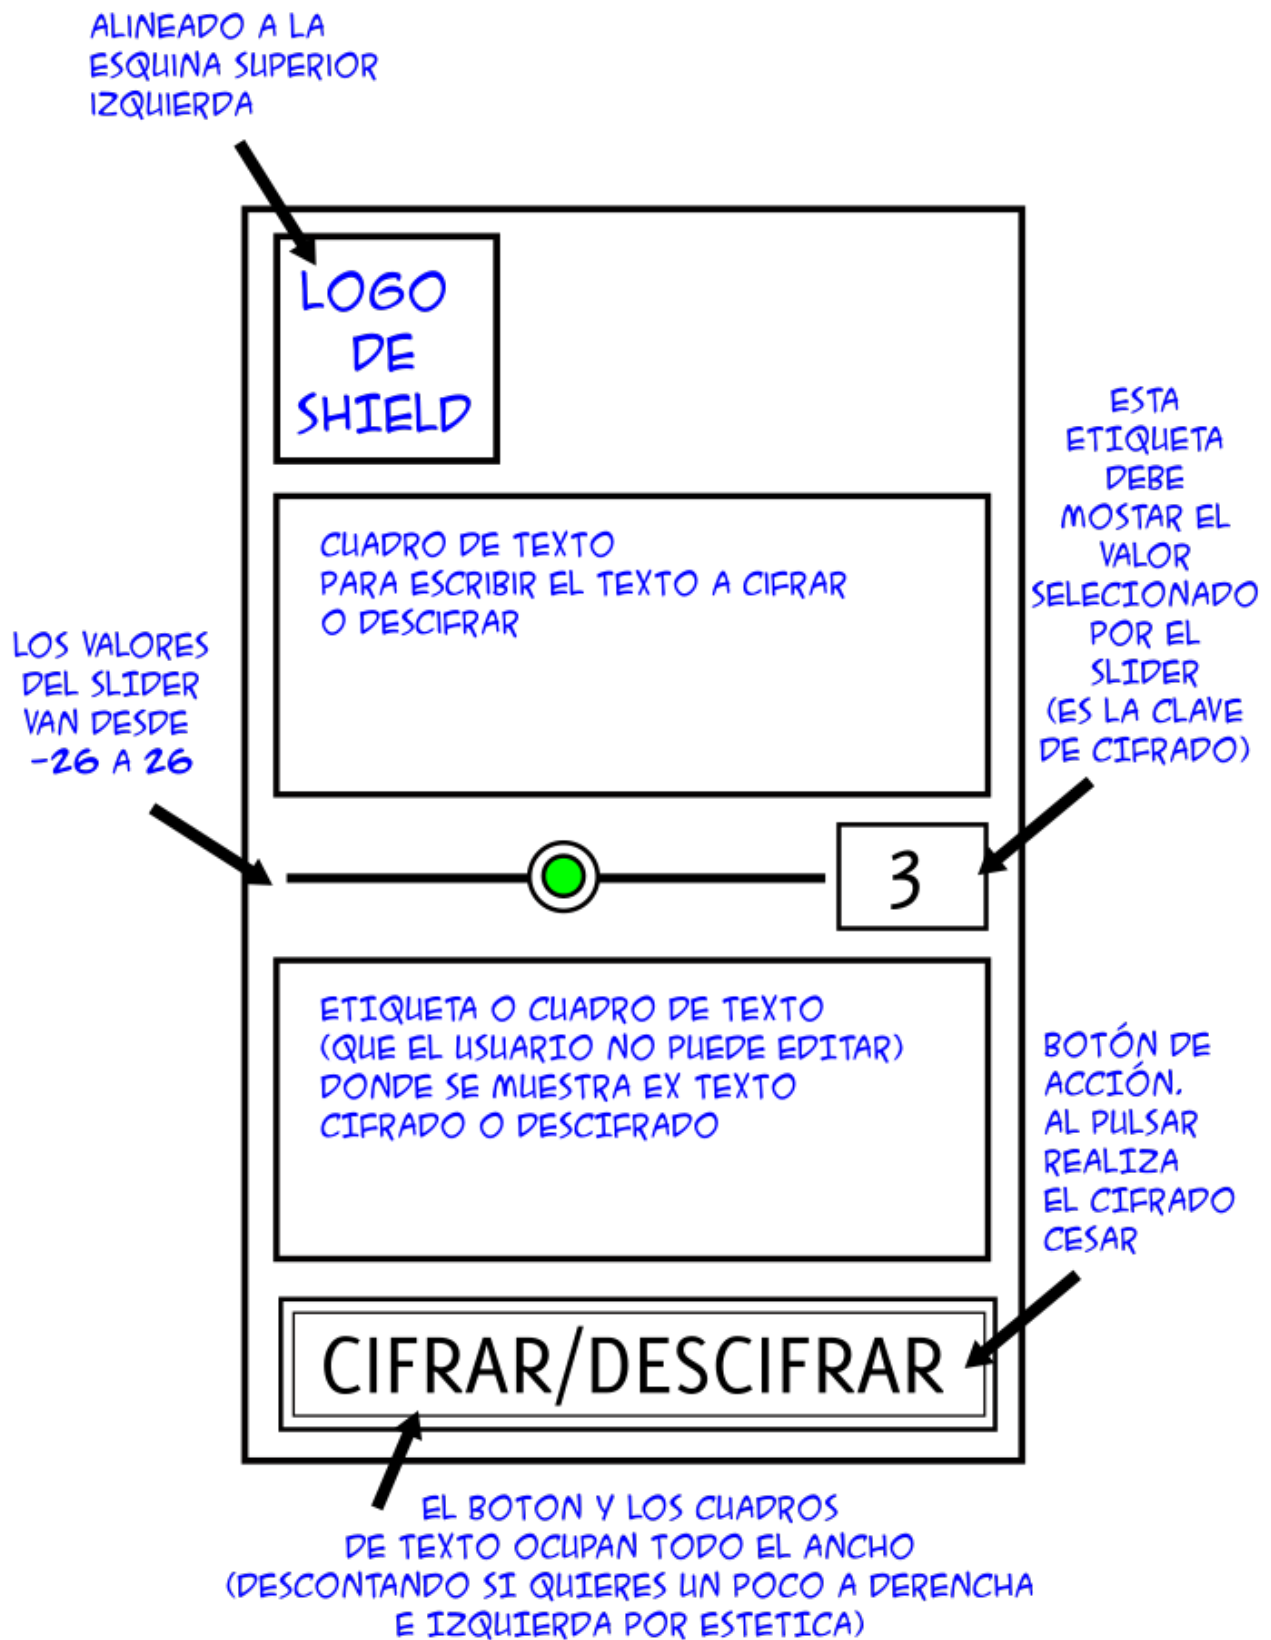 ALINEADO A LA
ESQUINA SUPERIOR
IZQUIERDA
LOGO
DE
SHIELD
ESTA
ETIQUETA
DEBE
MOSTAR EL
VALOR
SELECIONADO
POR EL
SLIDER
(ES LA CLAVE
DE CIFRADO)
CUADRO DE TEXTO
PARA ESCRIBIR EL TEXTO A CIFRAR
O DESCIFRAR
LOS VALORES
DEL SLIDER
VAN DESDE
-26 A 26
3
ETIQUETA O CUADRO DE TEXTO
(QUE EL USUARIO NO PUEDE EDITAR)
DONDE SE MUESTRA EX TEXTO
CIFRADO O DESCIFRADO
BOTÓN DE
ACCIÓN.
AL PULSAR
REALIZA
EL CIFRADO
CESAR
CIFRAR/DESCIFRAR
EL BOTON Y LOS CUADROS
DE TEXTO OCUPAN TODO EL ANCHO
(DESCONTANDO SI QUIERES UN POCO A DERENCHA
E IZQUIERDA POR ESTETICA)